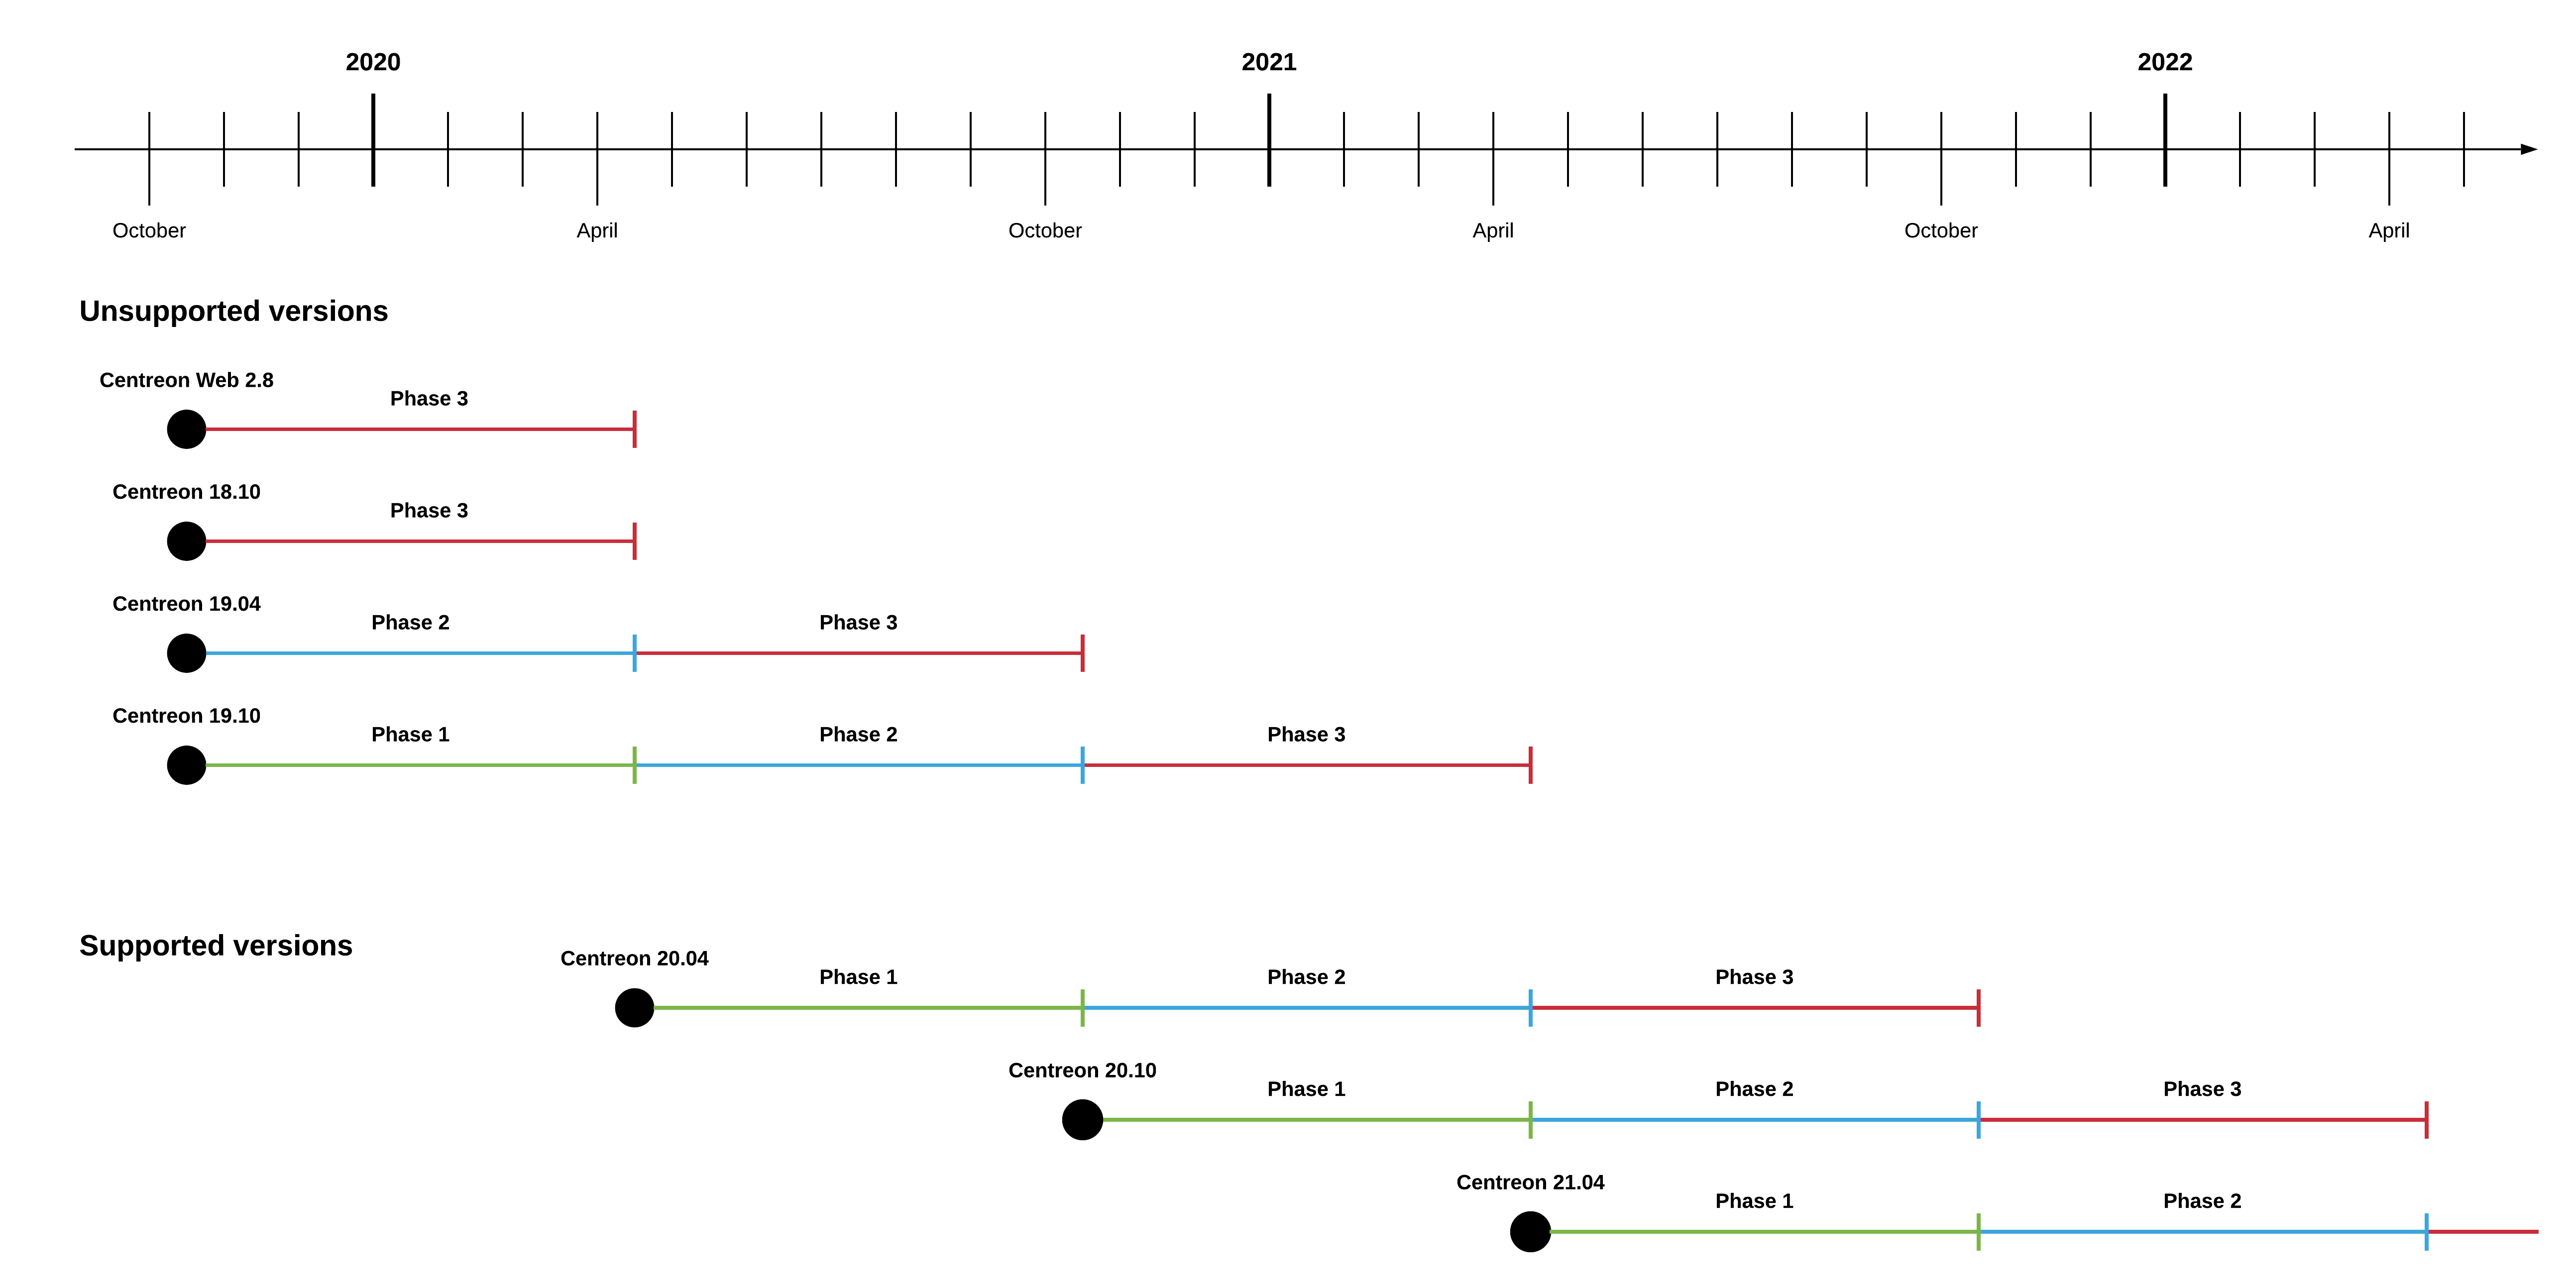 2020
2021
2022
October
April
October
April
October
April
Unsupported versions
Centreon Web 2.8
Phase 3
Centreon 18.10
Phase 3
Centreon 19.04
Phase 2
Phase 3
Centreon 19.10
Phase 1
Phase 2
Phase 3
Supported versions
Centreon 20.04
Phase 1
Phase 2
Phase 3
Centreon 20.10
Phase 1
Phase 2
Phase 3
Centreon 21.04
Phase 1
Phase 2